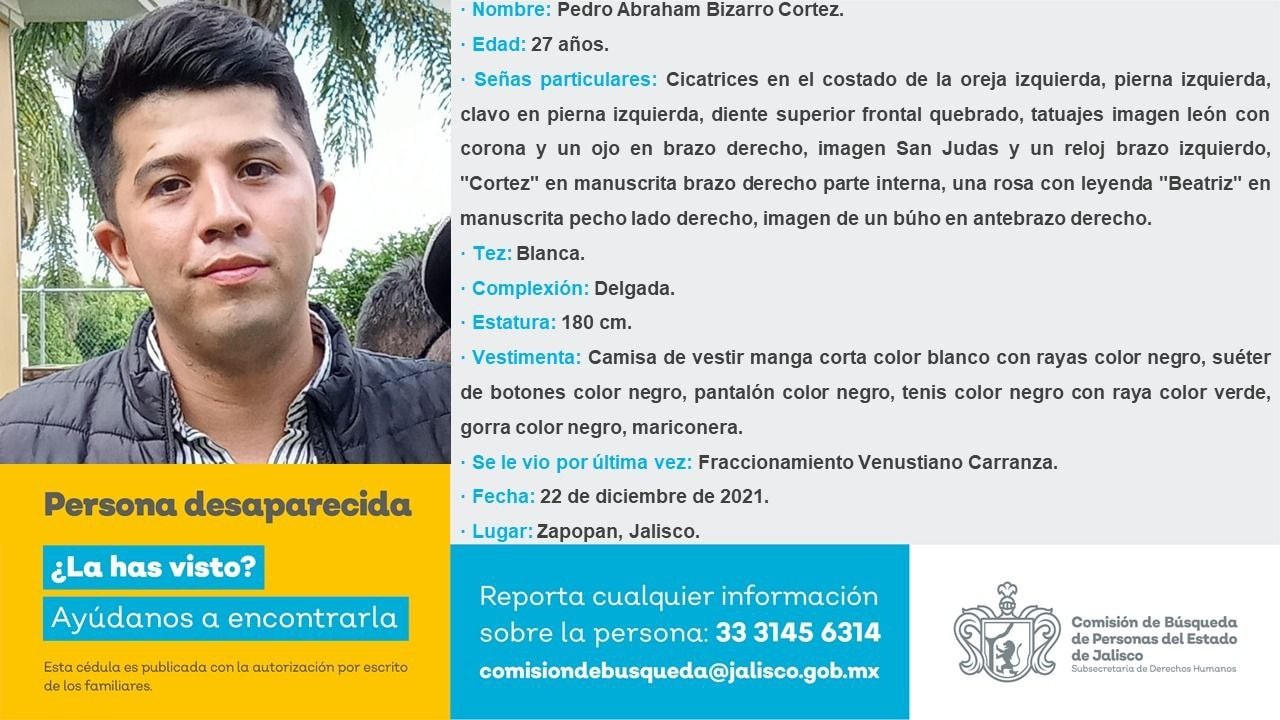 · Nombre: Pedro Abraham Bizarro Cortez.
· Edad: 27 años.
· Señas particulares: Cicatrices en el costado de la oreja izquierda, pierna izquierda,
clavo en pierna izquierda, diente superior frontal quebrado, tatuajes imagen león con
corona y un ojo en brazo derecho, imagen San Judas y un reloj brazo izquierdo,
"Cortez" en manuscrita brazo derecho parte interna, una rosa con leyenda "Beatriz" en
manuscrita pecho lado derecho, imagen de un búho en antebrazo derecho.
· Tez: Blanca.
· Complexión: Delgada.
· Estatura: 180 cm.
· Vestimenta: Camisa de vestir manga corta color blanco con rayas color negro, suéter
de botones color negro, pantalón color negro, tenis color negro con raya color verde,
gorra color negro, mariconera.
· Se le vio por última vez: Fraccionamiento Venustiano Carranza.
· Fecha: 22 de diciembre de 2021.
· Lugar: Zapopan, Jalisco.
Persona desaparecida
¿La has visto?
Ayúdanos a encontrarla
Esta cédula es publicada con la autorización por escrito
de los familiares.
Reporta cualquier información
sobre la persona: 33 3145 6314
comisiondebusqueda@jalisco.gob.mx
Comisión de Búsqueda
de Personas del Estado
de Jalisco
Subsecretaría de Derechos Humanos